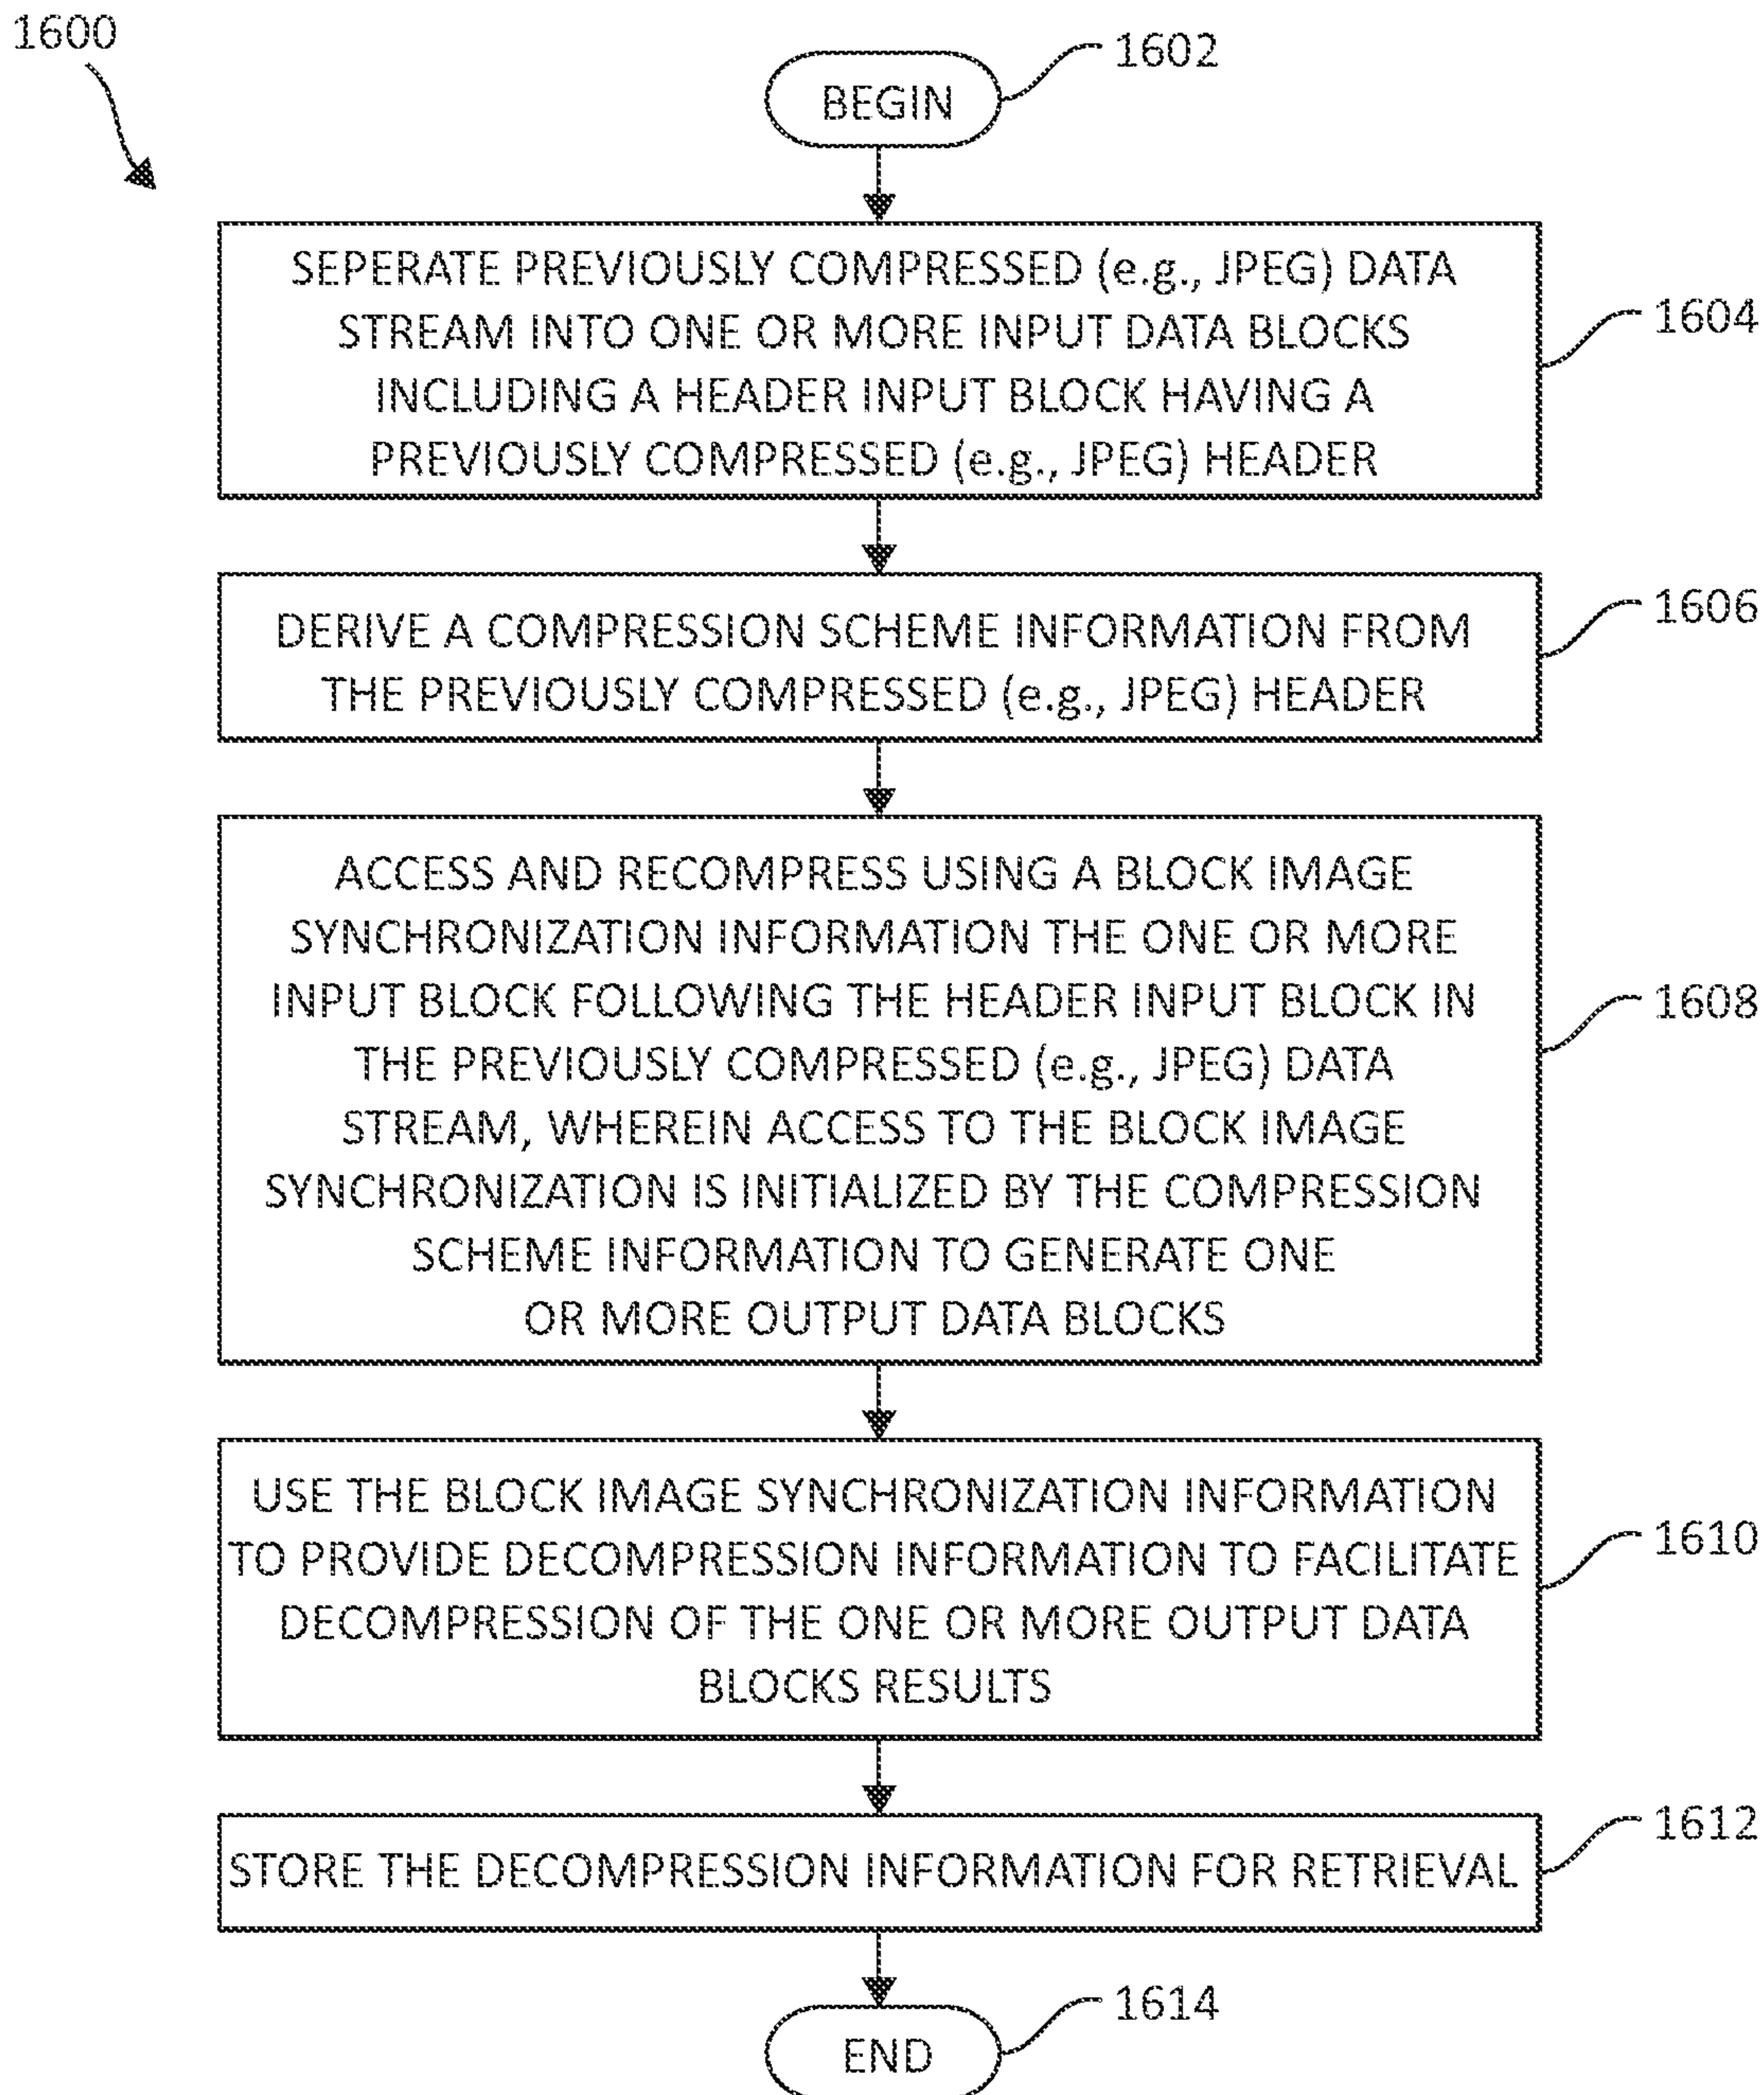 1600
BEGIN
1602
SEPERATE PREVIOUSLY COMPRESSED (e.g., JPEG) DATA
STREAM INTO ONE OR MORE INPUT DATA BLOCKS
INCLUDING A HEADER INPUT BLOCK HAVING A
PREVIOUSLY COMPRESSED (e.g., JPEG) HEADER
1604
DERIVE A COMPRESSION SCHEME INFORMATION FROM
THE PREVIOUSLY COMPRESSED (e.g., JPEG) HEADER
1606
ACCESS AND RECOMPRESS USING A BLOCK IMAGE
SYNCHRONIZATION INFORMATION THE ONE OR MORE
INPUT BLOCK FOLLOWING THE HEADER INPUT BLOCK IN
THE PREVIOUSLY COMPRESSED (e.g., JPEG) DATA
STREAM, WHEREIN ACCESS TO THE BLOCK IMAGE
SYNCHRONIZATION IS INITIALIZED BY THE COMPRESSION
SCHEME INFORMATION TO GENERATE ONE
OR MORE OUTPUT DATA BLOCKS
1608
USE THE BLOCK IMAGE SYNCHRONIZATION INFORMATION
TO PROVIDE DECOMPRESSION INFORMATION TO FACILITATE
DECOMPRESSION OF THE ONE OR MORE OUTPUT DATA
BLOCKS RESULTS
1610
STORE THE DECOMPRESSION INFORMATION FOR RETRIEVAL
1612
END
1614